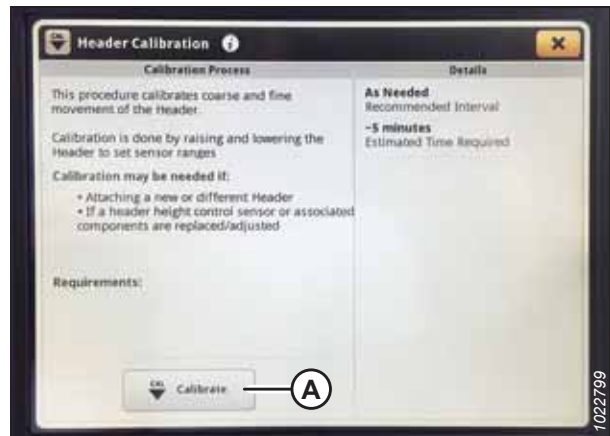 CAL
Header Calibration i
Calibration Process
Details
This procedure calibrates coarse and fine
movement of the Header.
Calibration is done by raising and lowering the
Header to set sensor ranges
Calibration may be needed if:
• Attaching a new or different Header
• If a header height control sensor or associated
components are replaced/adjusted
Requirements:
As Needed
Recommended Interval
~5 minutes
Estimated Time Required
CAL
Calibrate
A
1022799